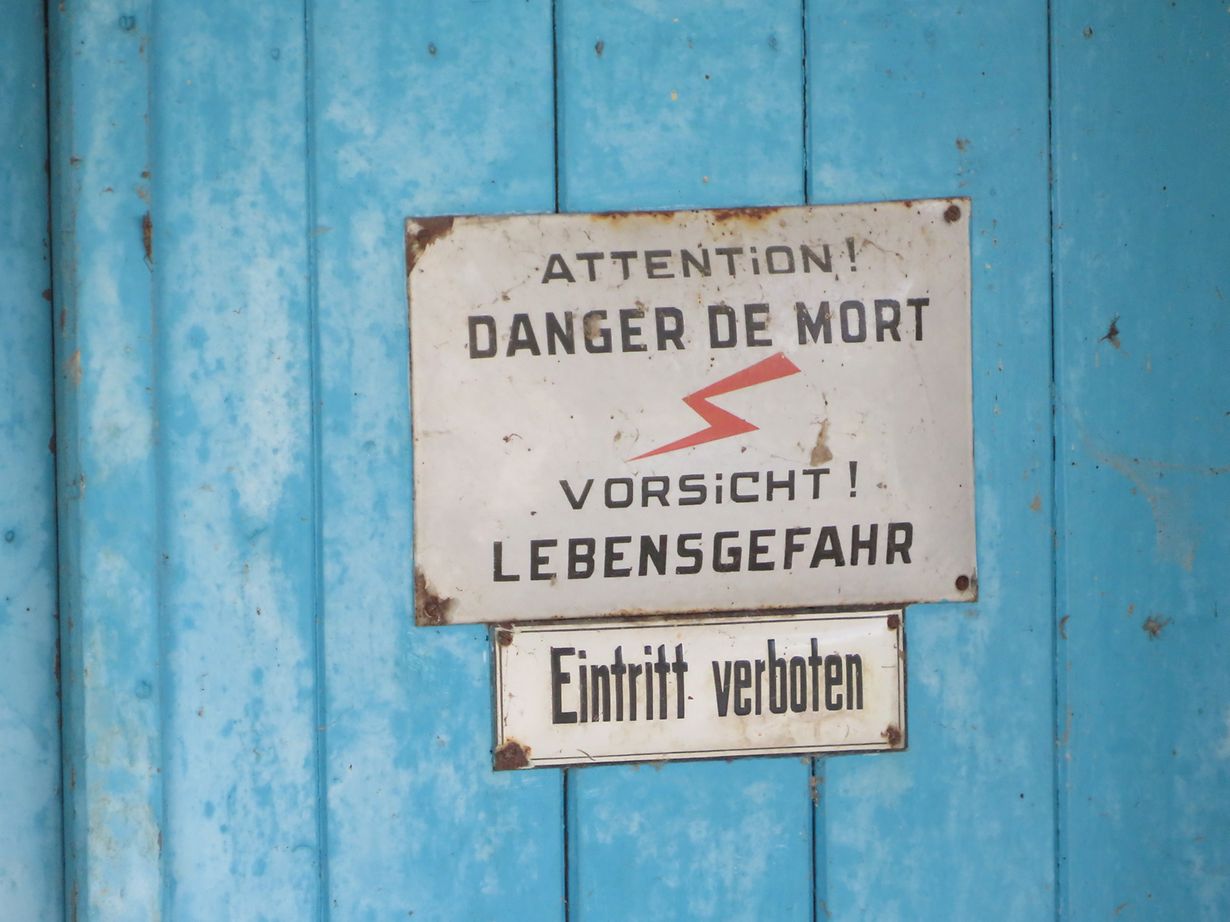 ATTENTiON!
DANGER DE MORT
VORSiCHT!
LEBENSGEFAHR
Eintritt verboten